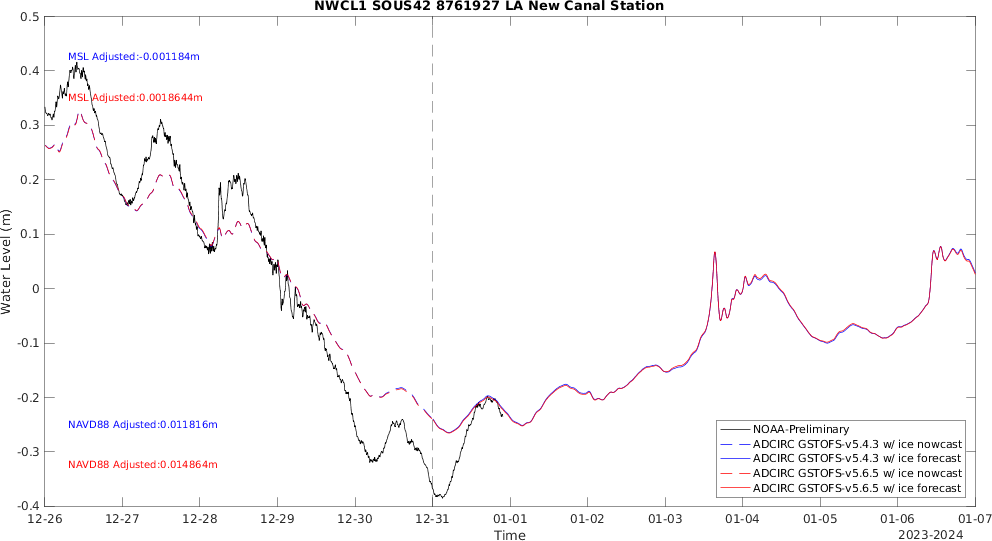 NWCL1 SOUS42 8761927 LA New Canal Station
0.5
0.4
0.3
0.2
0.1
0
-0.1
-0.2
-0.3
-0.4
Water Level (m)
MSL Adjusted:-0.001184m
MSL Adjusted:0.0018644m
NAVD88 Adjusted:0.011816m
NAVD88 Adjusted:0.014864m
NOAA-Preliminary
ADCIRC GSTOFS-v5.4.3 w/ ice nowcast
ADCIRC GSTOFS-v5.4.3 w/ ice forecast
ADCIRC GSTOFS-v5.6.5 w/ ice nowcast
ADCIRC GSTOFS-v5.6.5 w/ ice forecast
12-26 12-27 12-28 12-29 12-30 12-31 01-01 01-02 01-03 01-04 01-05 01-06 01-07
Time
2023-2024